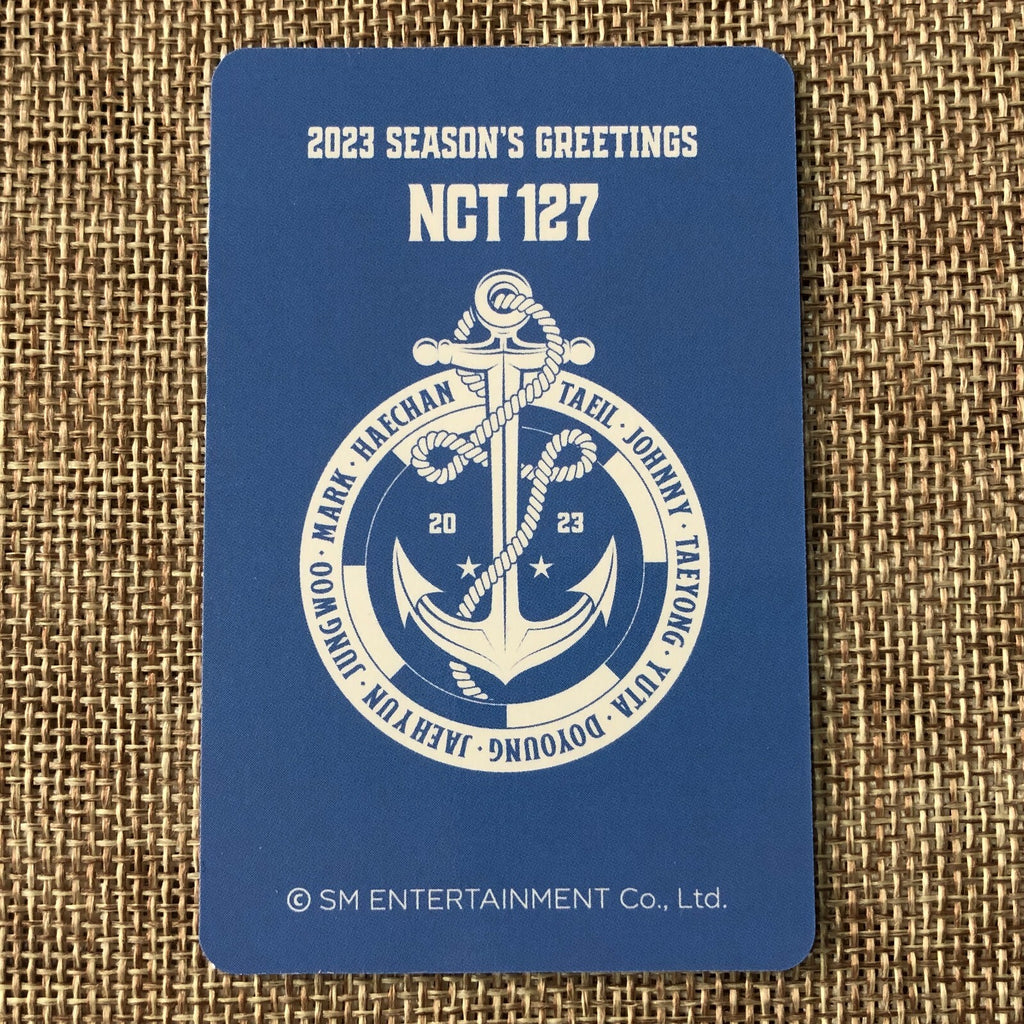 2023 SEASON'S GREETINGS
NCT 127
TAEIL · JOHNNY · TAEYONG · YUTA · DOYOUNG · JAEHYUN · JUNGWOO · MARK · HAECHAN
20 23
© SM ENTERTAINMENT Co., Ltd.